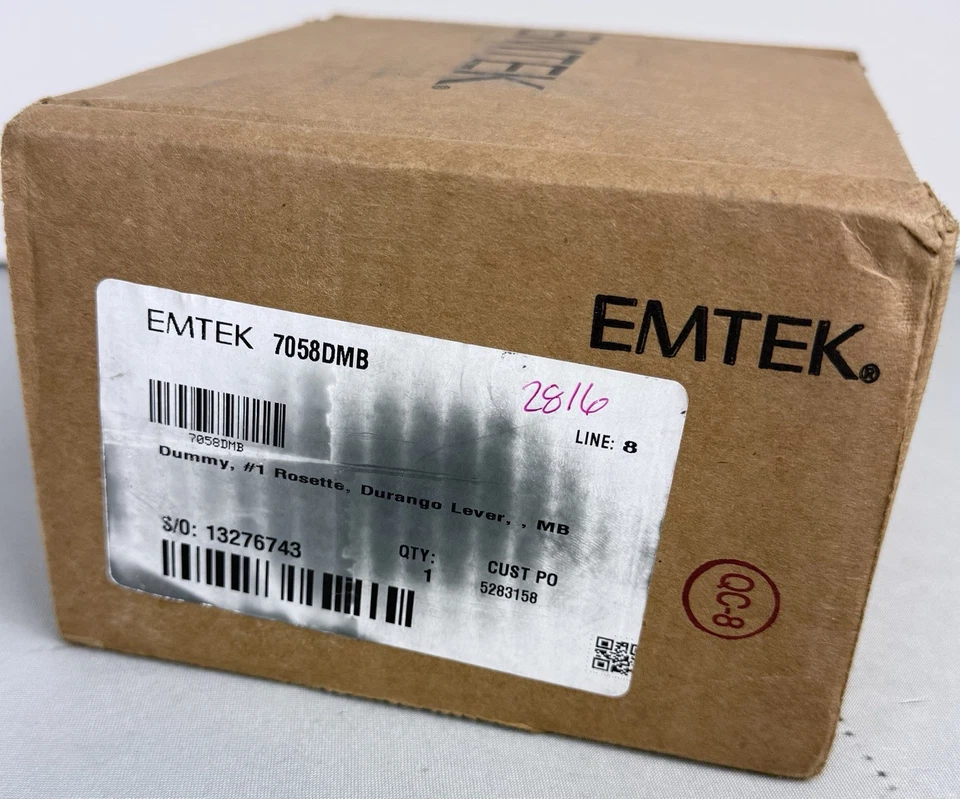 EMTEK
EMTEK®
EMTEK 7058DMB
2816
7058DMB
LINE: 8
Dummy, #1 Rosette, Durango Lever, , MB
S/O: 13276743
QTY: 1
CUST PO
5283158
QC-8